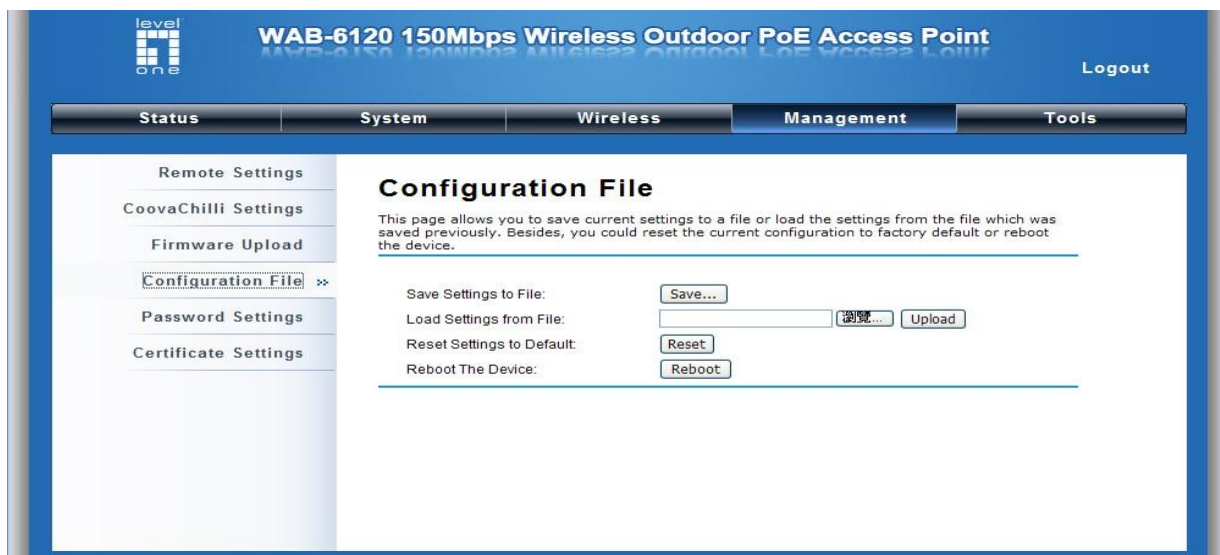 level
one
WAB-6120 150Mbps Wireless Outdoor PoE Access Point
Logout
Status
System
Wireless
Management
Tools
Remote Settings
CoovaChilli Settings
Firmware Upload
Configuration File »
Password Settings
Certificate Settings
Configuration File
This page allows you to save current settings to a file or load the settings from the file which was
saved previously. Besides, you could reset the current configuration to factory default or reboot
the device.
Save Settings to File: Save...
Load Settings from File: 瀏覽... Upload
Reset Settings to Default: Reset
Reboot The Device: Reboot